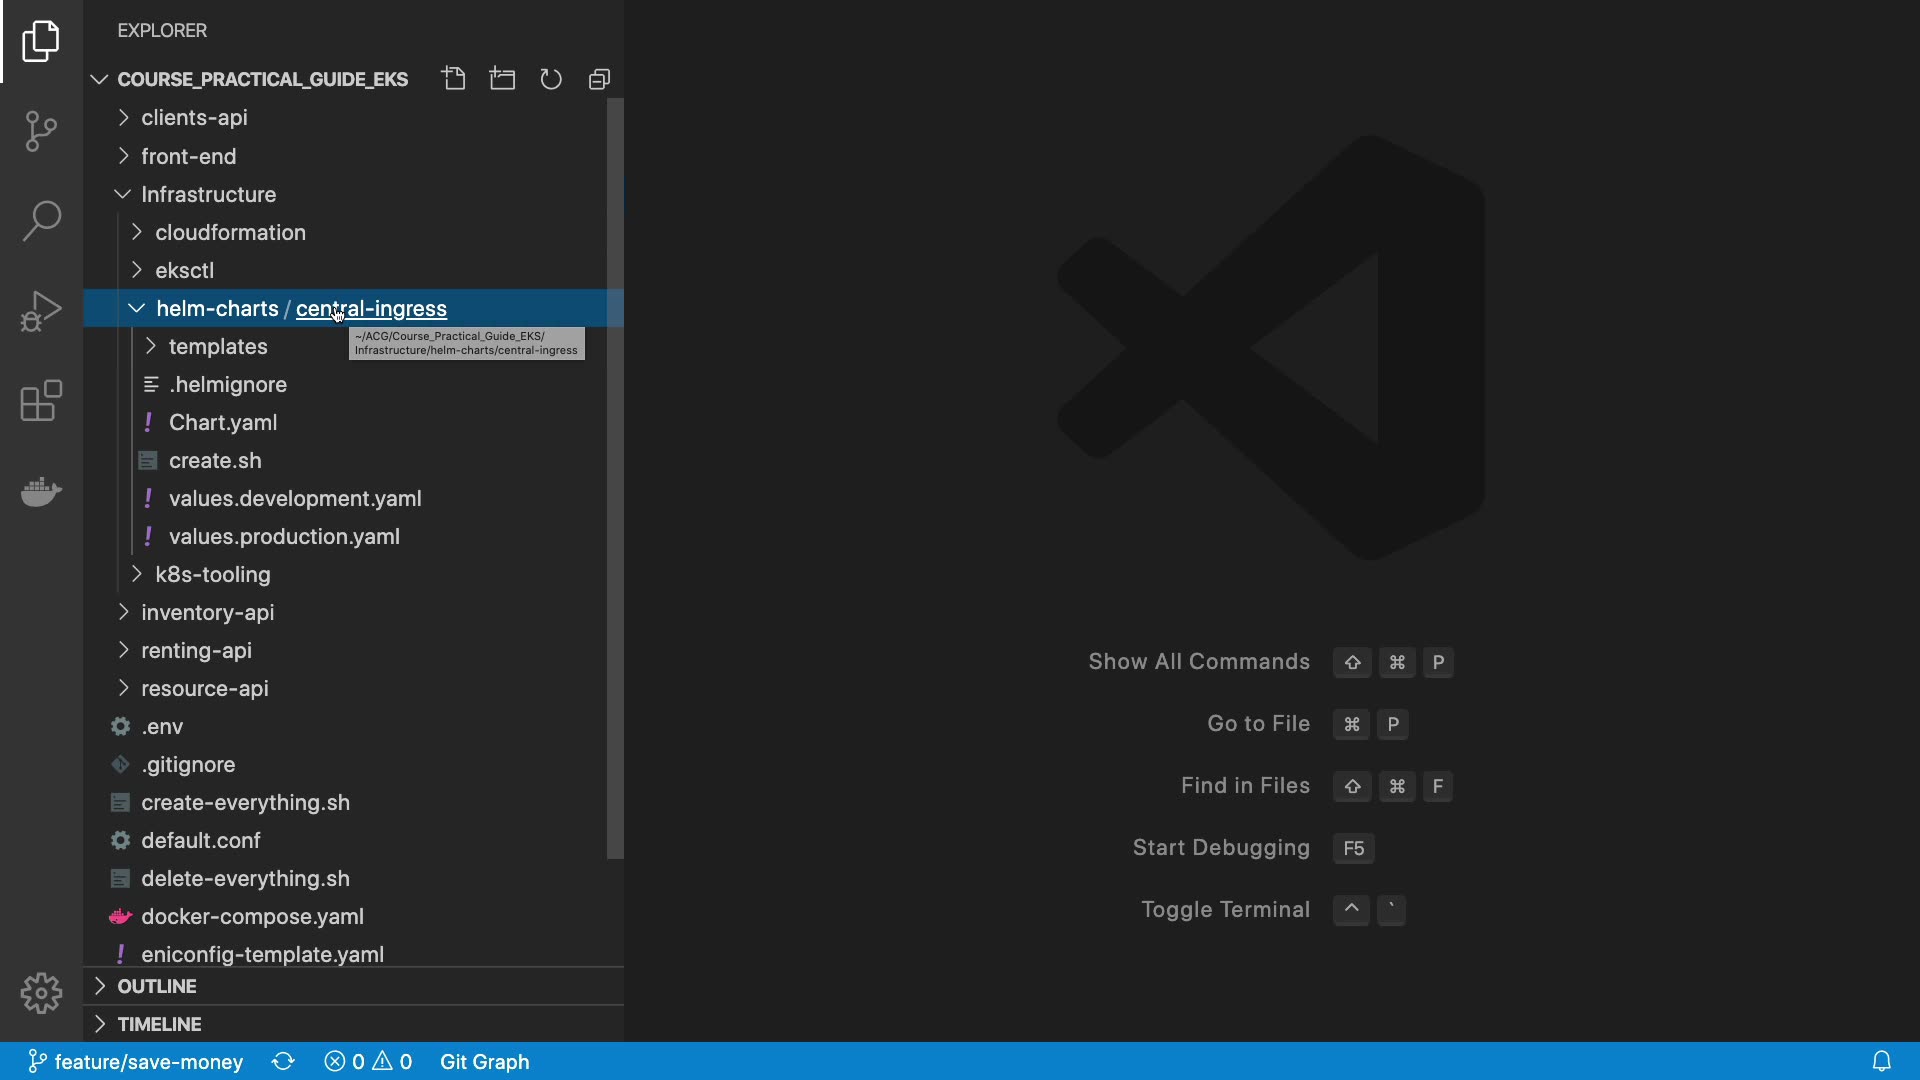 EXPLORER
COURSE_PRACTICAL_GUIDE_EKS
clients-api
front-end
Infrastructure
cloudformation
eksctl
helm-charts / central-ingress
~/ACG/Course_Practical_Guide_EKS/
Infrastructure/helm-charts/central-ingress
templates
.helmignore
Chart.yaml
create.sh
values.development.yaml
values.production.yaml
k8s-tooling
inventory-api
renting-api
resource-api
.env
.gitignore
create-everything.sh
default.conf
delete-everything.sh
docker-compose.yaml
eniconfig-template.yaml
OUTLINE
TIMELINE
Show All Commands ⇧ ⌘ P
Go to File ⌘ P
Find in Files ⇧ ⌘ F
Start Debugging F5
Toggle Terminal ^ `
feature/save-money 0 0 Git Graph